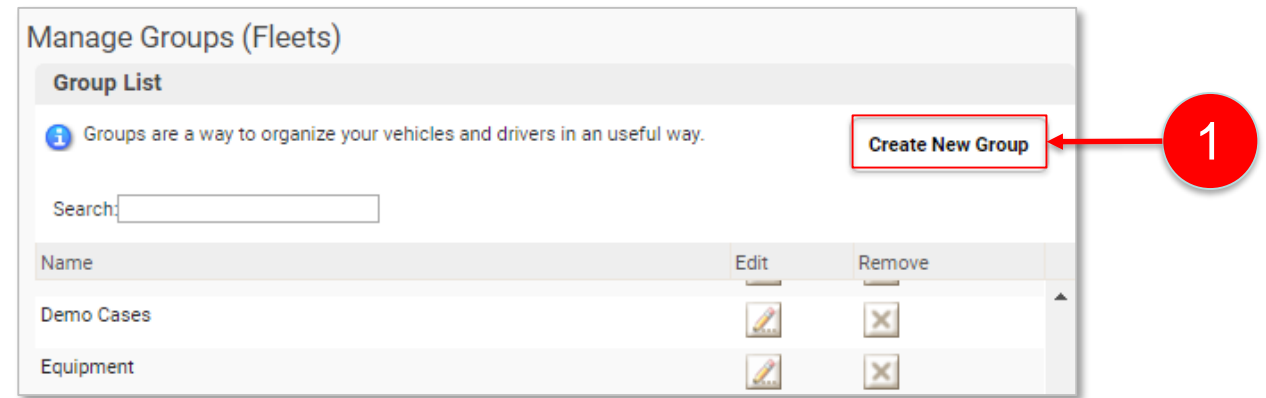 Manage Groups (Fleets)
Group List
Groups are a way to organize your vehicles and drivers in an useful way.
Create New Group
1
Search:
Name Edit Remove
Demo Cases
Equipment